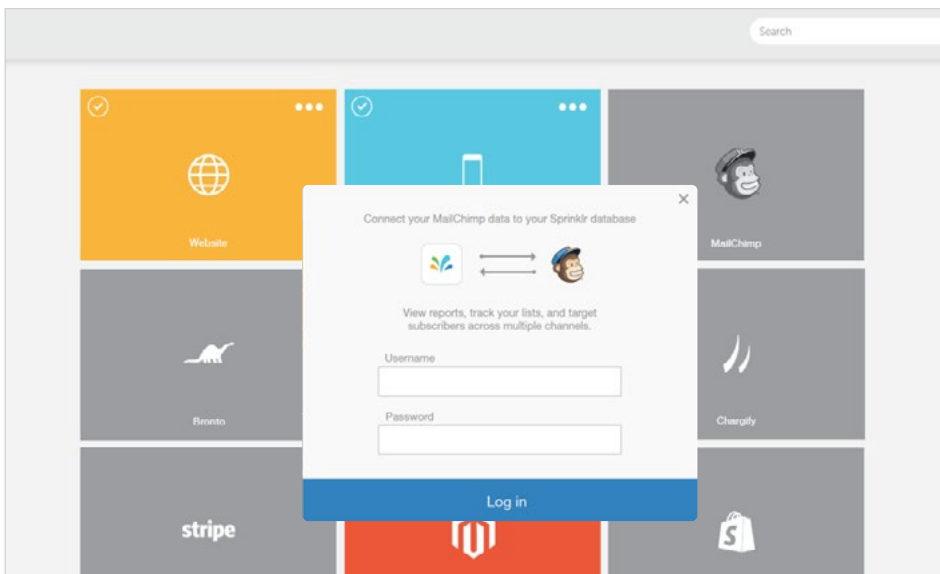 Search
Website
MailChimp
Connect your MailChimp data to your Sprinklr database
View reports, track your lists, and target
subscribers across multiple channels.
Username
Password
Log in
Bronto
Chargify
stripe